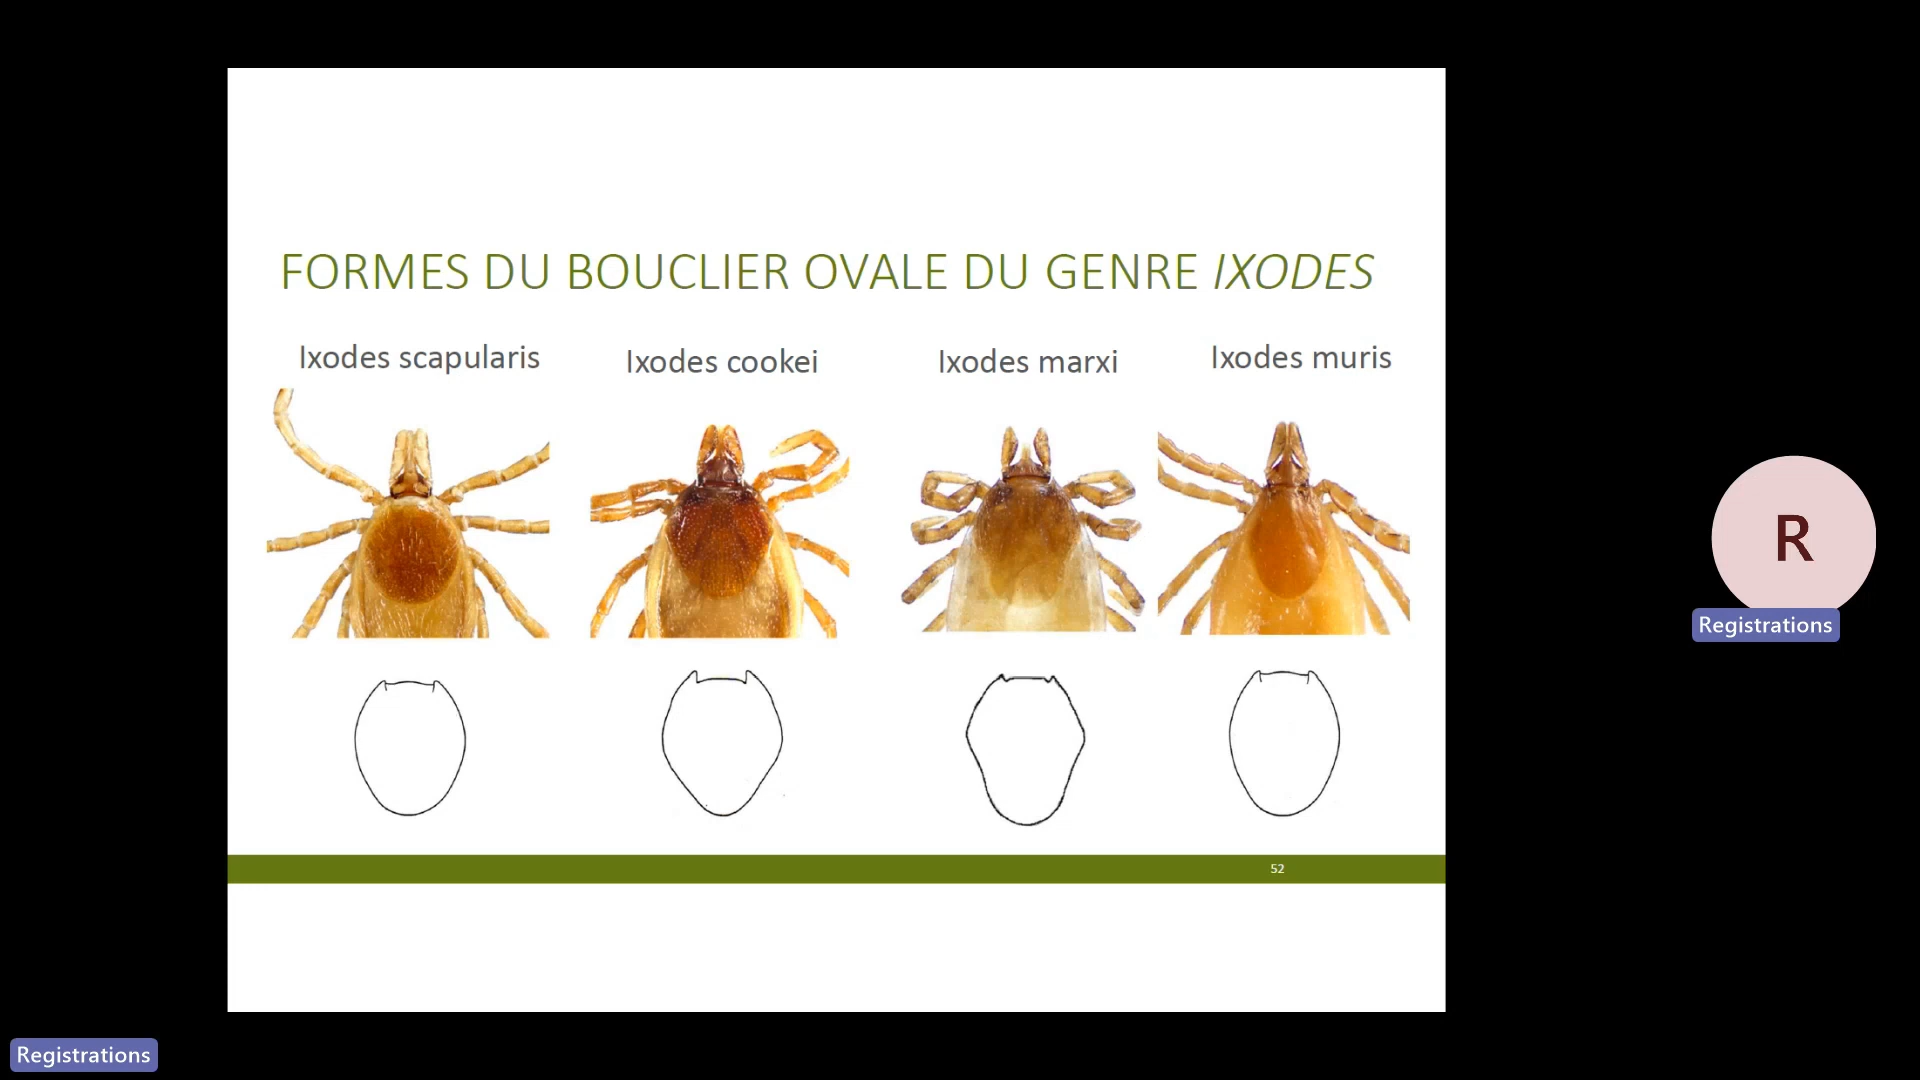 FORMES DU BOUCLIER OVALE DU GENRE IXODES
Ixodes scapularis
Ixodes cookei
Ixodes marxi
Ixodes muris
52
R
Registrations
Registrations